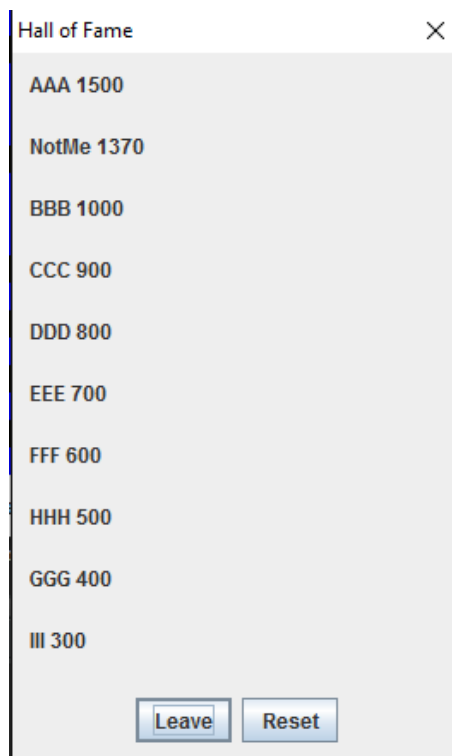 Hall of Fame
AAA 1500
NotMe 1370
BBB 1000
CCC 900
DDD 800
EEE 700
FFF 600
HHH 500
GGG 400
III 300
Leave Reset